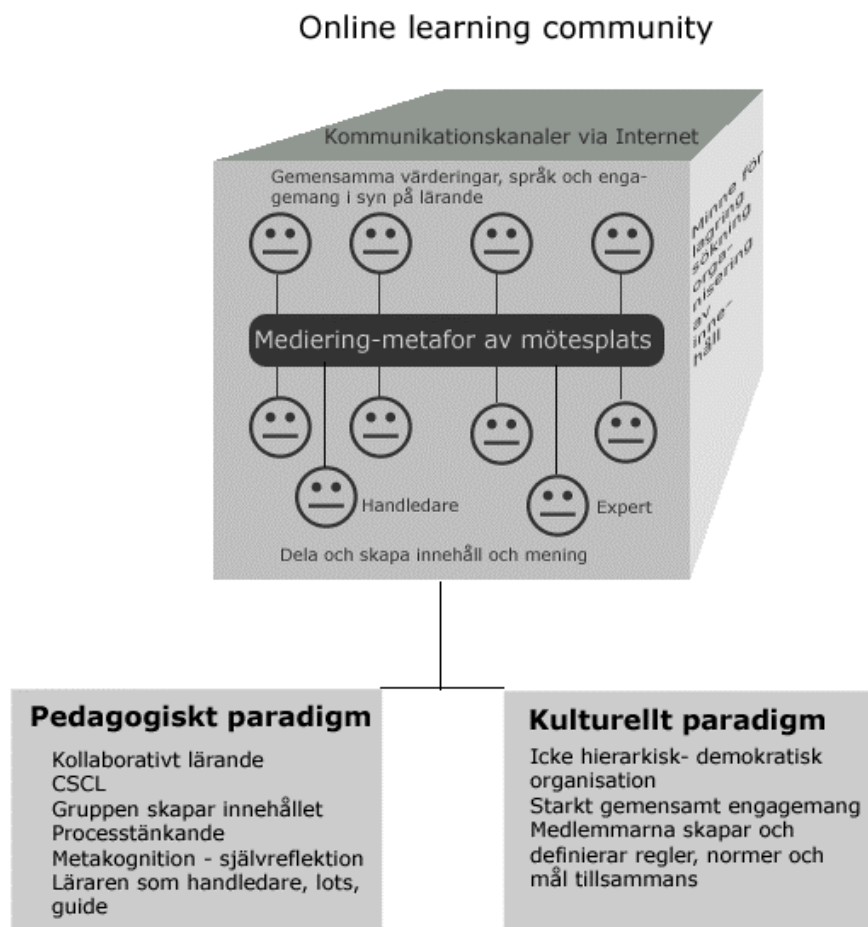 Online learning community
Kommunikationskanaler via Internet
Gemensamma värderingar, språk och enga-
gemang i syn på lärande
Minne för
lagring
sökning
orga-
nisering
av
inne-
håll
Mediering-metafor av mötesplats
Handledare
Expert
Dela och skapa innehåll och mening
Pedagogiskt paradigm
Kollaborativt lärande
CSCL
Gruppen skapar innehållet
Processtänkande
Metakognition - självreflektion
Läraren som handledare, lots,
guide
Kulturellt paradigm
Icke hierarkisk- demokratisk
organisation
Starkt gemensamt engagemang
Medlemmarna skapar och
definierar regler, normer och
mål tillsammans